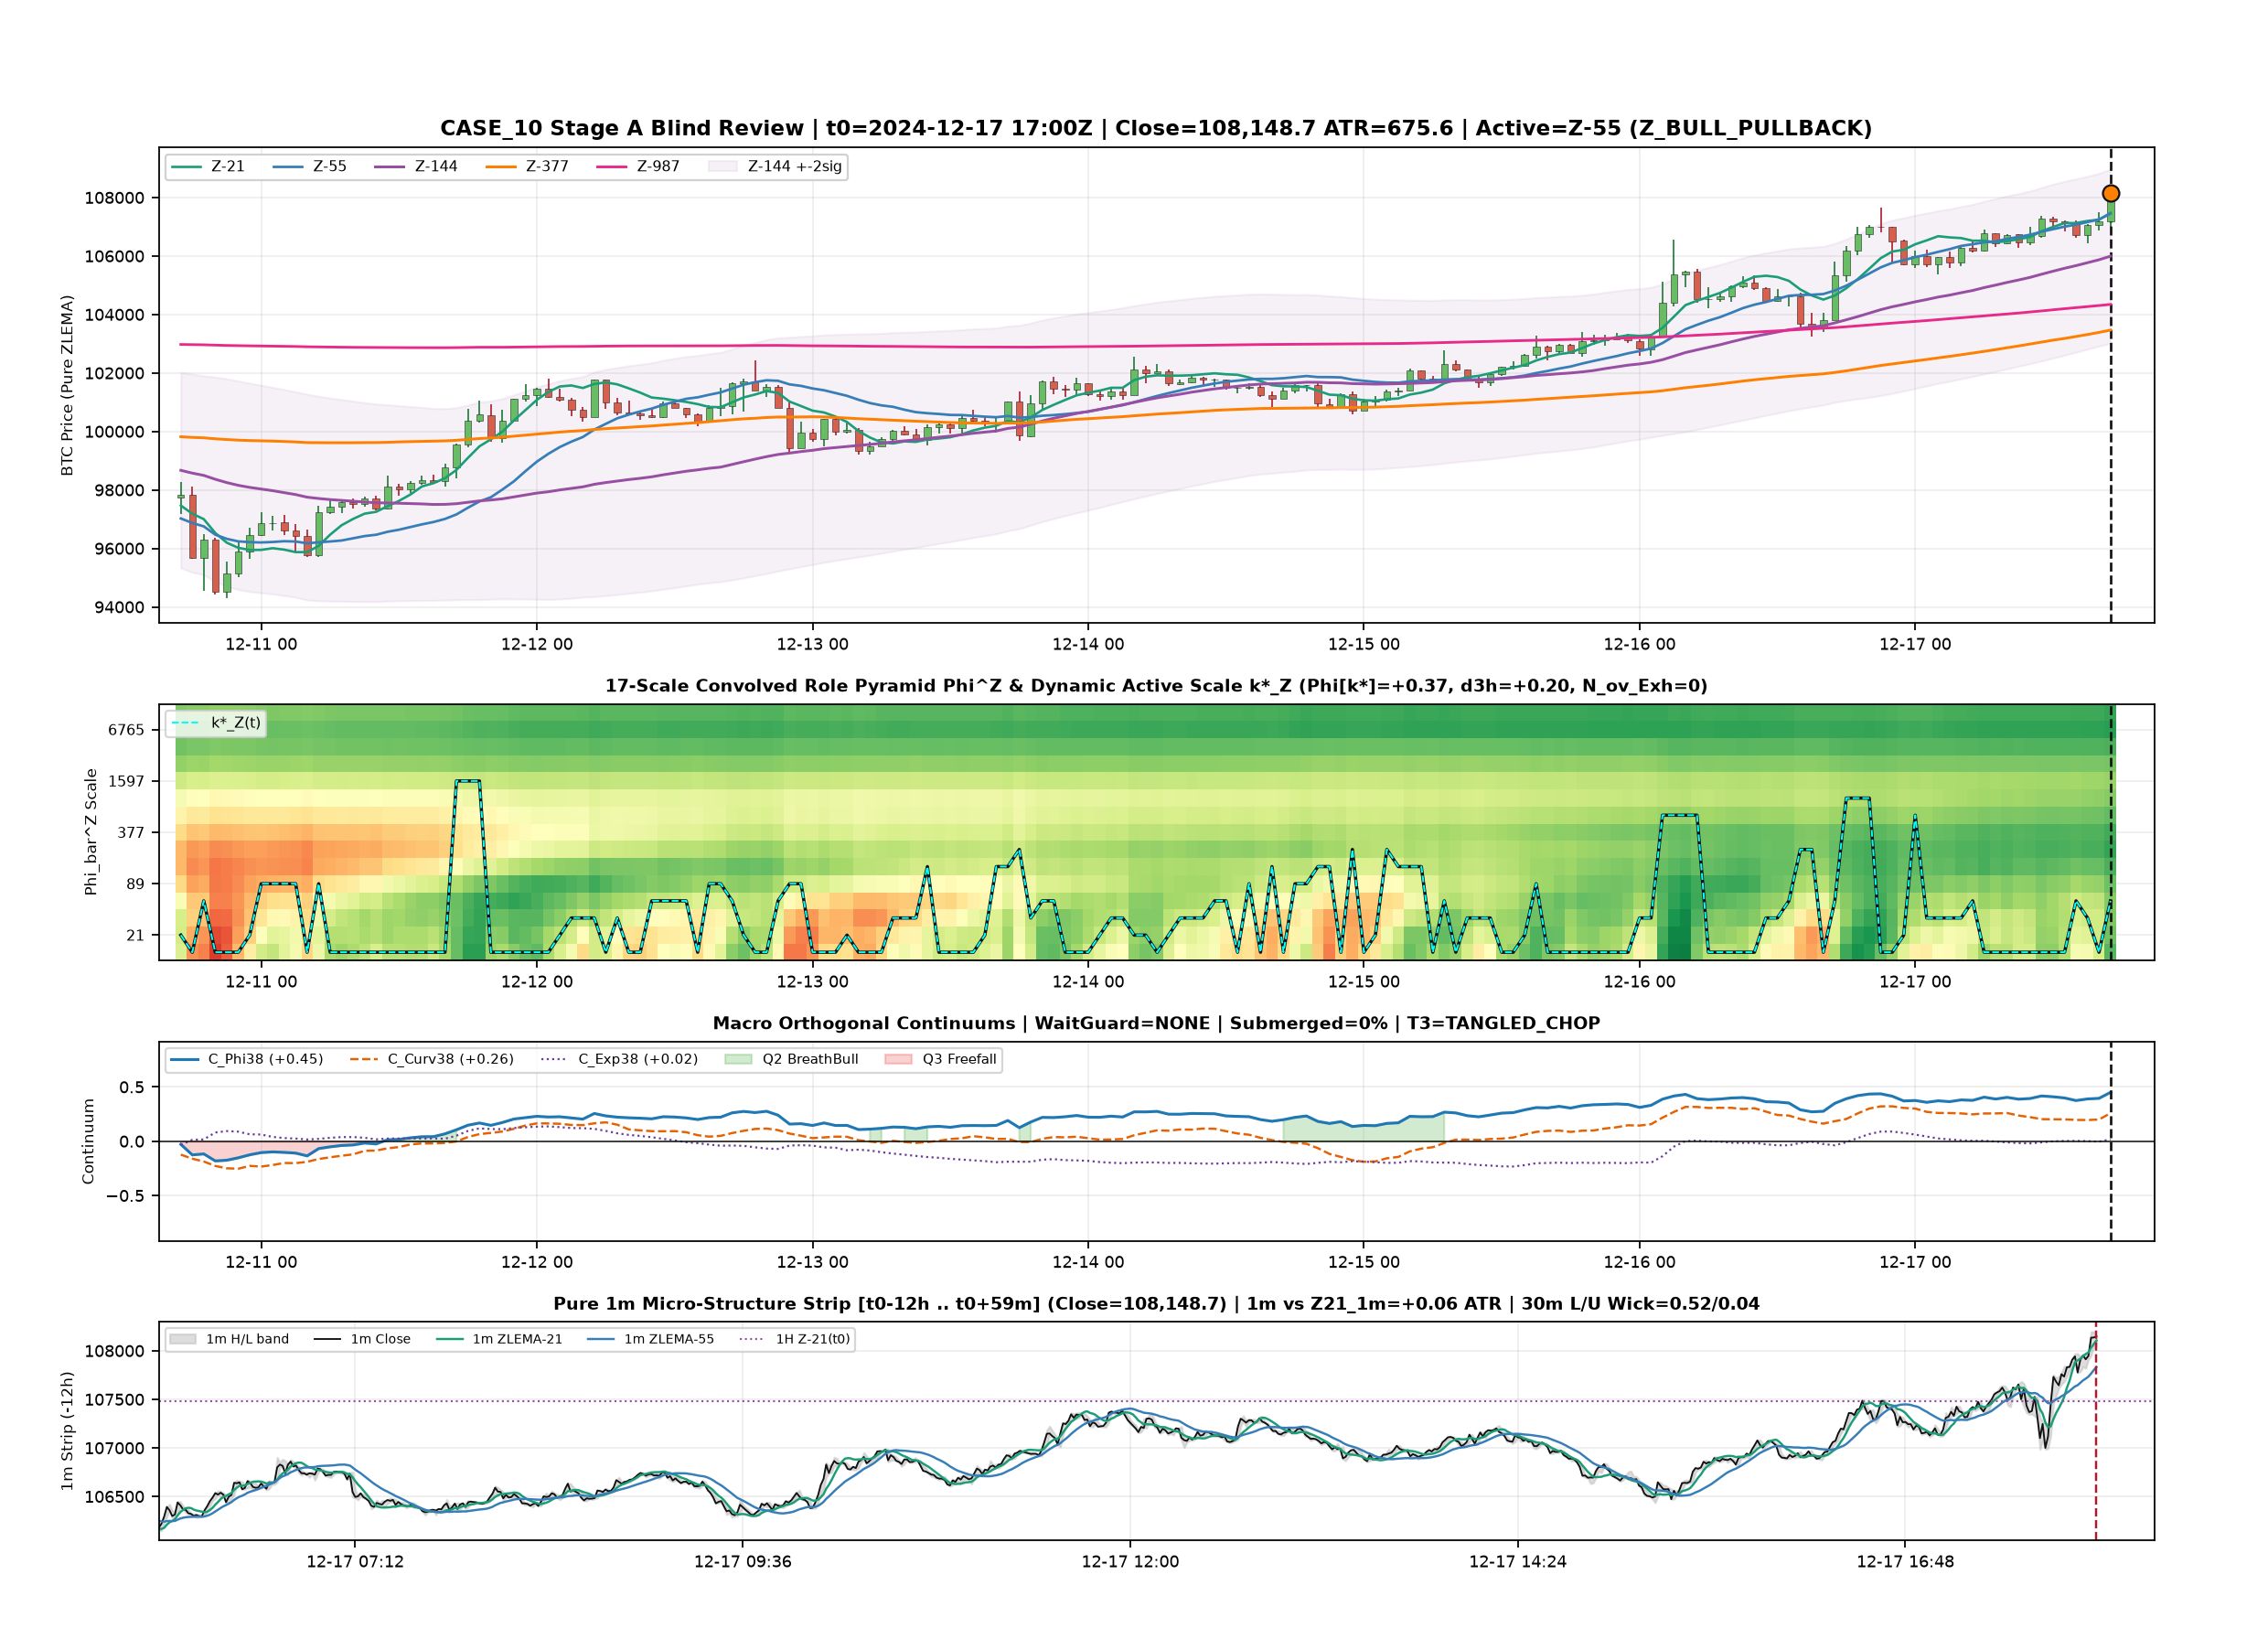 CASE_10 Stage A Blind Review | t0=2024-12-17 17:00Z | Close=108,148.7 ATR=675.6 | Active=Z-55 (Z_BULL_PULLBACK)
Z-21 Z-55 Z-144 Z-377 Z-987 Z-144 +-2sig
BTC Price (Pure ZLEMA)
108000
106000
104000
102000
100000
98000
96000
94000
12-11 00 12-12 00 12-13 00 12-14 00 12-15 00 12-16 00 12-17 00
17-Scale Convolved Role Pyramid Phi^Z & Dynamic Active Scale k*_Z (Phi[k*]=+0.37, d3h=+0.20, N_ov_Exh=0)
k*_Z(t)
Phi_bar^Z Scale
6765
1597
377
89
21
12-11 00 12-12 00 12-13 00 12-14 00 12-15 00 12-16 00 12-17 00
Macro Orthogonal Continuums | WaitGuard=NONE | Submerged=0% | T3=TANGLED_CHOP
C_Phi38 (+0.45) C_Curv38 (+0.26) C_Exp38 (+0.02) Q2 BreathBull Q3 Freefall
Continuum
0.5
0.0
−0.5
12-11 00 12-12 00 12-13 00 12-14 00 12-15 00 12-16 00 12-17 00
Pure 1m Micro-Structure Strip [t0-12h .. t0+59m] (Close=108,148.7) | 1m vs Z21_1m=+0.06 ATR | 30m L/U Wick=0.52/0.04
1m H/L band 1m Close 1m ZLEMA-21 1m ZLEMA-55 1H Z-21(t0)
1m Strip (-12h)
108000
107500
107000
106500
12-17 07:12 12-17 09:36 12-17 12:00 12-17 14:24 12-17 16:48